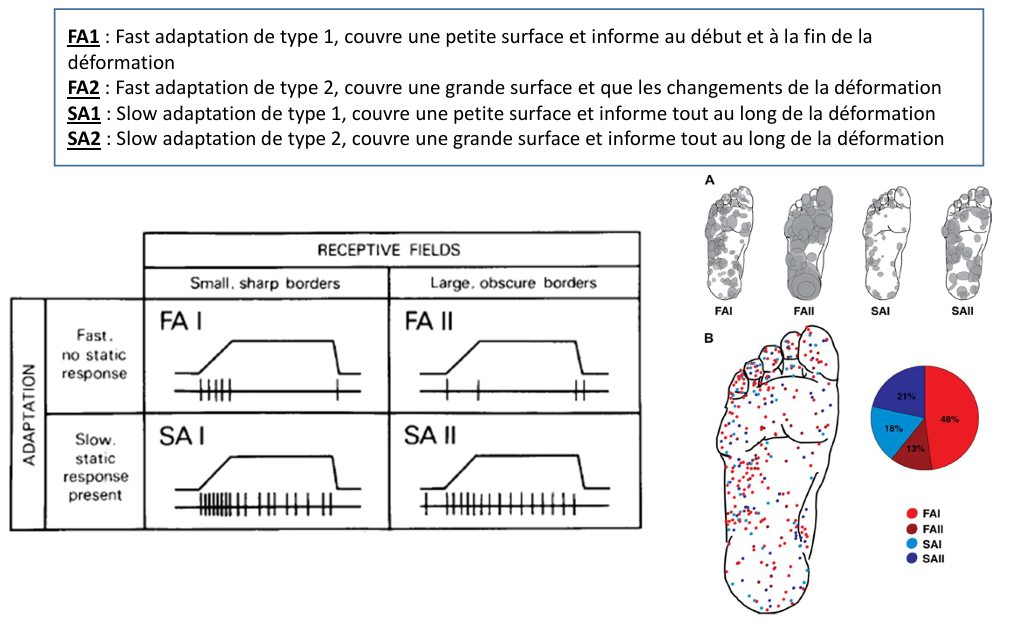 FA1 : Fast adaptation de type 1, couvre une petite surface et informe au début et à la fin de la
déformation
FA2 : Fast adaptation de type 2, couvre une grande surface et que les changements de la déformation
SA1 : Slow adaptation de type 1, couvre une petite surface et informe tout au long de la déformation
SA2 : Slow adaptation de type 2, couvre une grande surface et informe tout au long de la déformation
RECEPTIVE FIELDS
Small, sharp borders
Large, obscure borders
ADAPTATION
Fast,
no static
response
FA I
FA II
Slow,
static
response
present
SA I
SA II
A
FAI
FAII
SAI
SAII
B
21%
48%
18%
13%
FAI
FAII
SAI
SAII